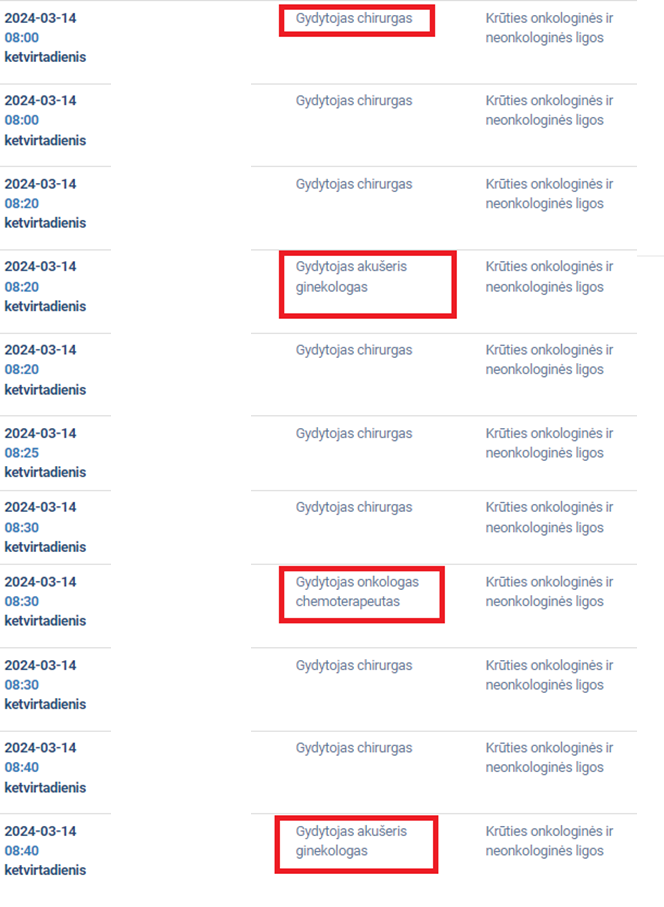 2024-03-14
08:00
ketvirtadienis
Gydytojas chirurgas
Krūties onkologinės ir
neonkologinės ligos
2024-03-14
08:00
ketvirtadienis
Gydytojas chirurgas
Krūties onkologinės ir
neonkologinės ligos
2024-03-14
08:20
ketvirtadienis
Gydytojas chirurgas
Krūties onkologinės ir
neonkologinės ligos
2024-03-14
08:20
ketvirtadienis
Gydytojas akušeris
ginekologas
Krūties onkologinės ir
neonkologinės ligos
2024-03-14
08:20
ketvirtadienis
Gydytojas chirurgas
Krūties onkologinės ir
neonkologinės ligos
2024-03-14
08:25
ketvirtadienis
Gydytojas chirurgas
Krūties onkologinės ir
neonkologinės ligos
2024-03-14
08:30
ketvirtadienis
Gydytojas chirurgas
Krūties onkologinės ir
neonkologinės ligos
2024-03-14
08:30
ketvirtadienis
Gydytojas onkologas
chemoterapeutas
Krūties onkologinės ir
neonkologinės ligos
2024-03-14
08:30
ketvirtadienis
Gydytojas chirurgas
Krūties onkologinės ir
neonkologinės ligos
2024-03-14
08:40
ketvirtadienis
Gydytojas chirurgas
Krūties onkologinės ir
neonkologinės ligos
2024-03-14
08:40
ketvirtadienis
Gydytojas akušeris
ginekologas
Krūties onkologinės ir
neonkologinės ligos